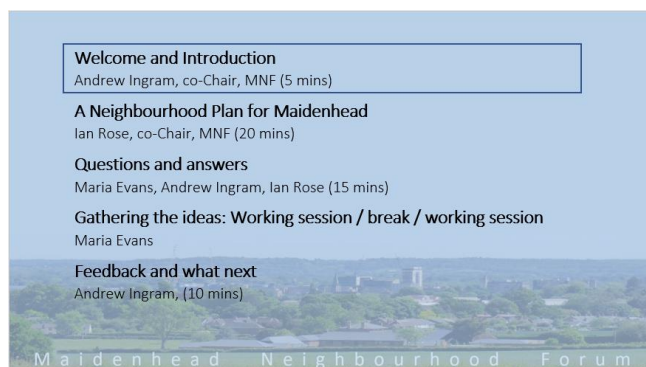 Welcome and Introduction
Andrew Ingram, co-Chair, MNF (5 mins)
A Neighbourhood Plan for Maidenhead
Ian Rose, co-Chair, MNF (20 mins)
Questions and answers
Maria Evans, Andrew Ingram, Ian Rose (15 mins)
Gathering the ideas: Working session / break / working session
Maria Evans
Feedback and what next
Andrew Ingram, (10 mins)
Maidenhead Neighbourhood Forum